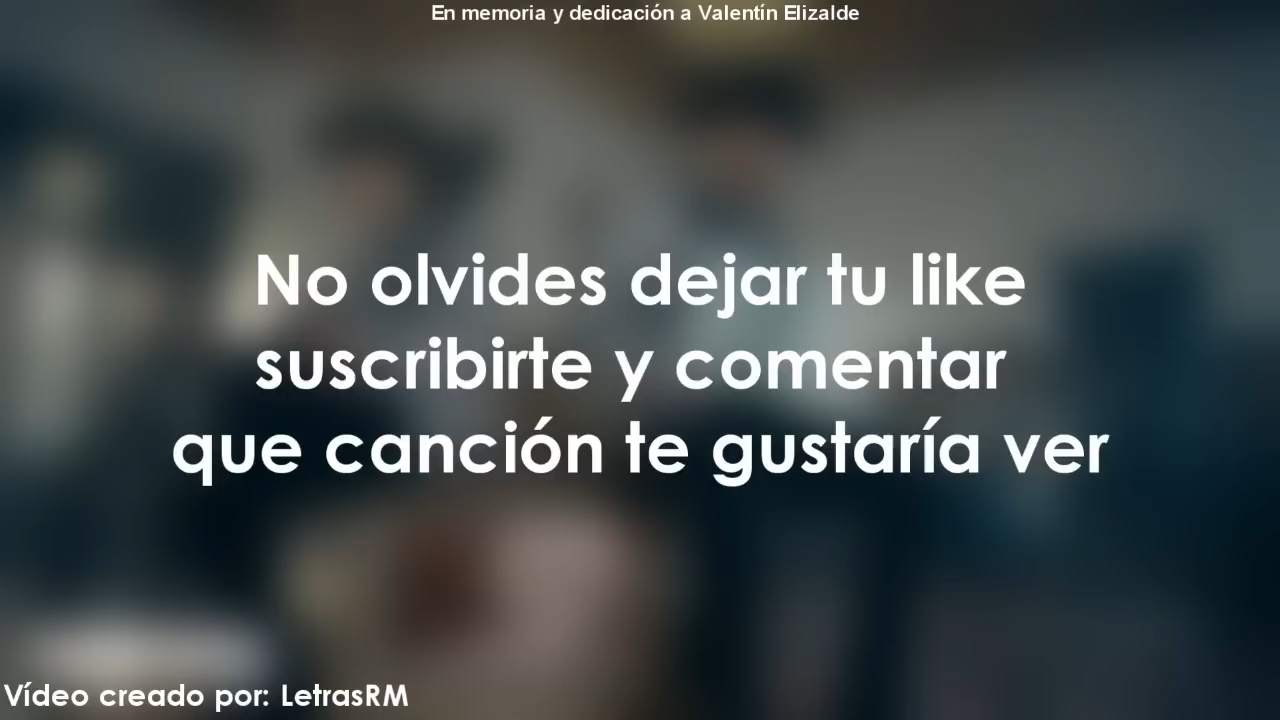 En memoria y dedicación a Valentín Elizalde
No olvides dejar tu like
suscribirte y comentar
que canción te gustaría ver
Vídeo creado por: LetrasRM